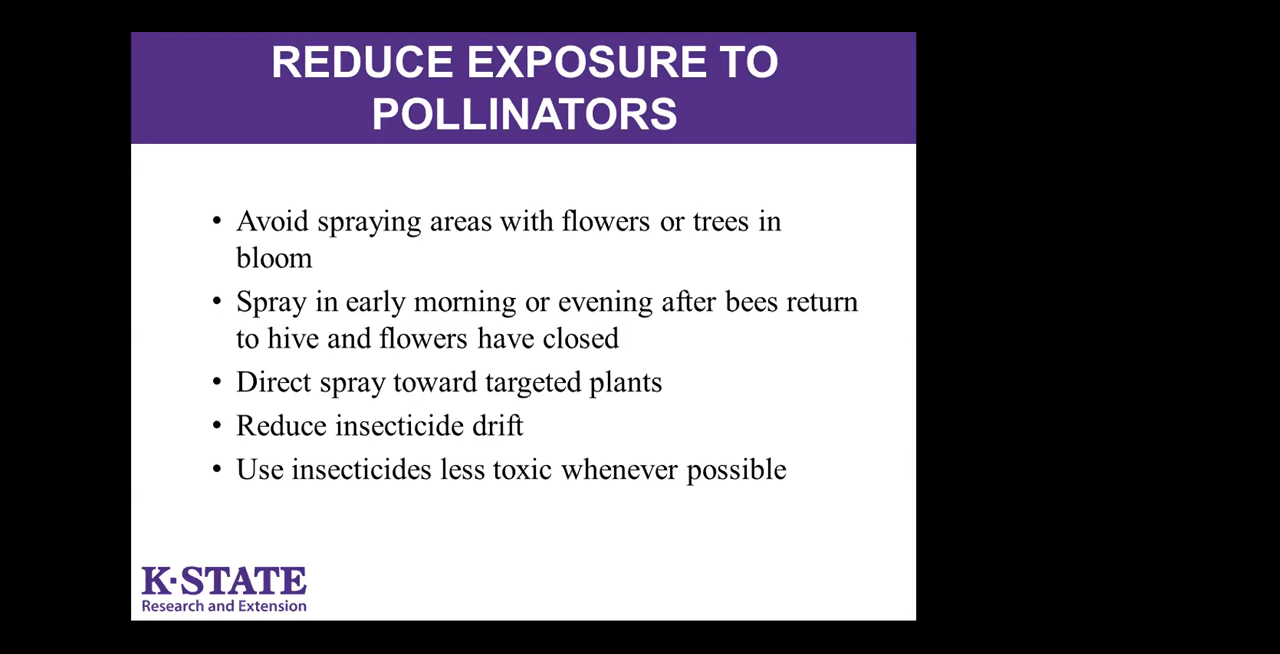 REDUCE EXPOSURE TO
POLLINATORS
• Avoid spraying areas with flowers or trees in
bloom
• Spray in early morning or evening after bees return
to hive and flowers have closed
• Direct spray toward targeted plants
• Reduce insecticide drift
• Use insecticides less toxic whenever possible
K·STATE
Research and Extension